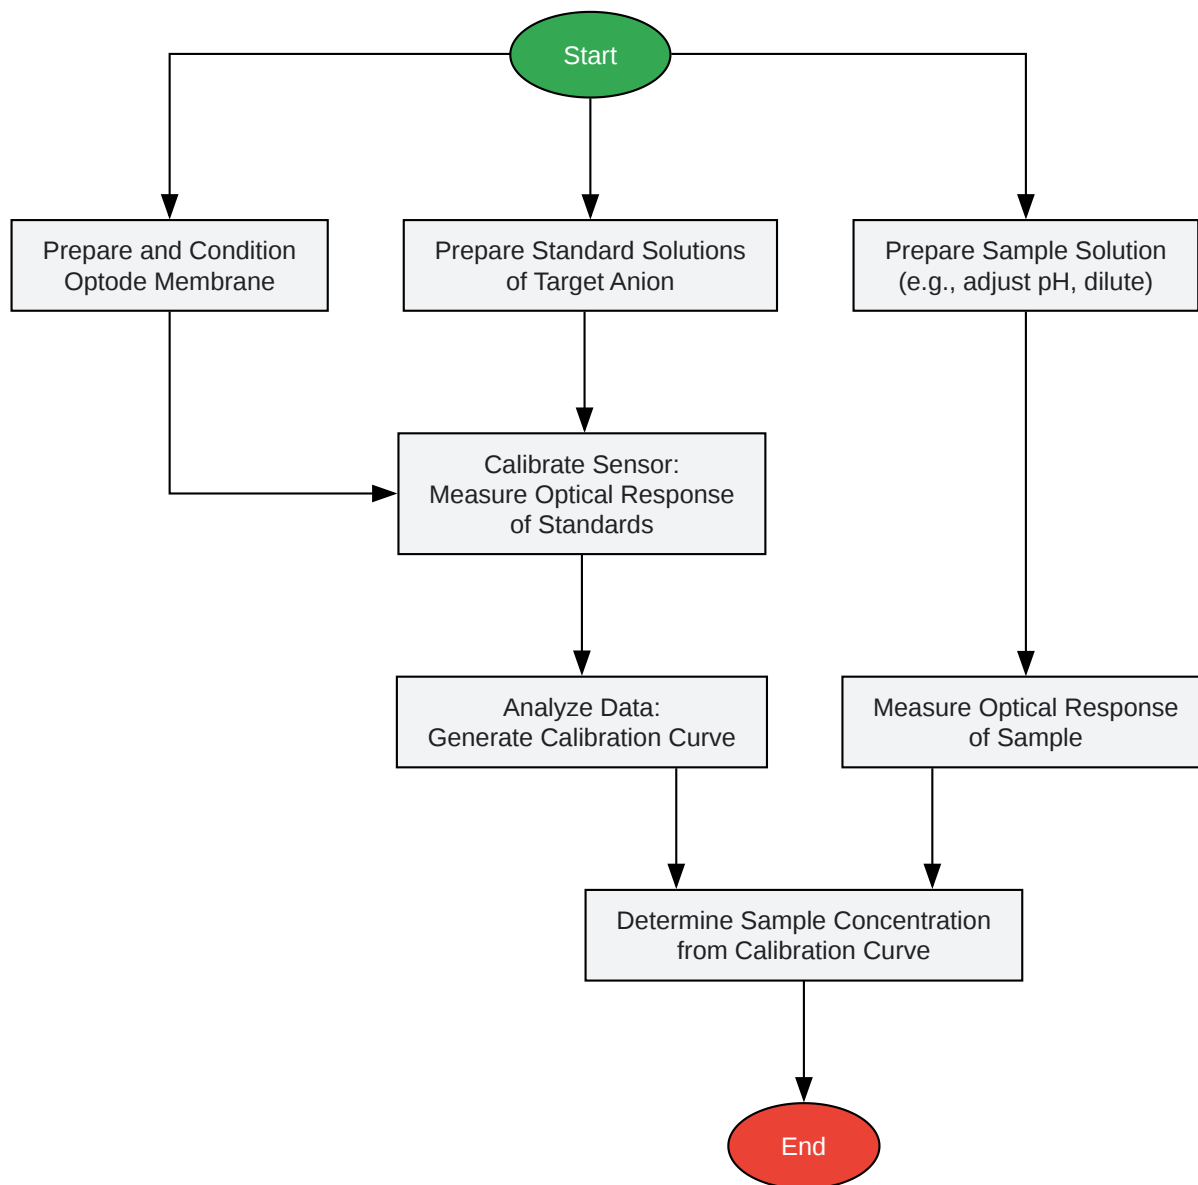 Start
Prepare and Condition
Optode Membrane
Prepare Standard Solutions
of Target Anion
Prepare Sample Solution
(e.g., adjust pH, dilute)
Calibrate Sensor:
Measure Optical Response
of Standards
Analyze Data:
Generate Calibration Curve
Measure Optical Response
of Sample
Determine Sample Concentration
from Calibration Curve
End